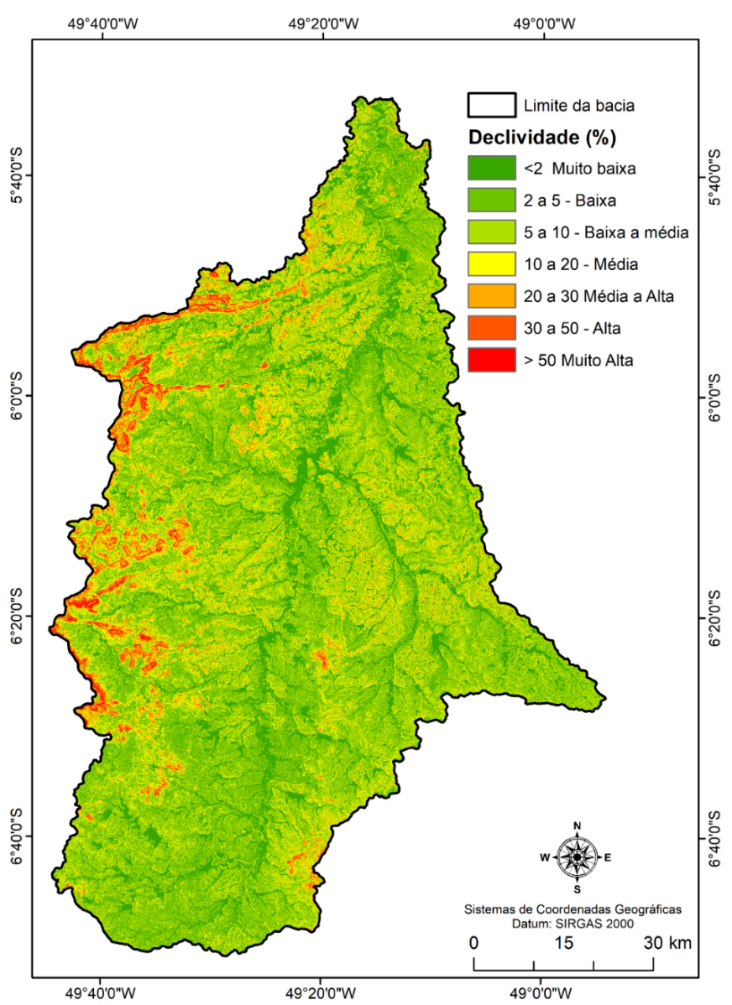 49°40'0"W 49°20'0"W 49°0'0"W
Limite da bacia
Declividade (%)
<2 Muito baixa
2 a 5 - Baixa
5 a 10 - Baixa a média
10 a 20 - Média
20 a 30 Média a Alta
30 a 50 - Alta
> 50 Muito Alta
5°40'0"S 5°40'0"S
6°0'0"S 6°0'0"S
6°20'0"S 6°20'0"S
6°40'0"S 6°40'0"S
N
W E
S
Sistemas de Coordenadas Geográficas
Datum: SIRGAS 2000
0 15 30 km
49°40'0"W 49°20'0"W 49°0'0"W